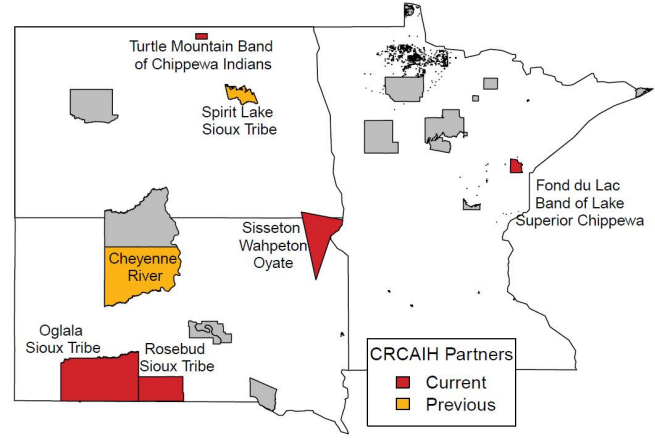 Turtle Mountain Band
of Chippewa Indians
Spirit Lake
Sioux Tribe
Fond du Lac
Band of Lake
Superior Chippewa
Sisseton
Wahpeton
Oyate
Cheyenne
River
Oglala
Sioux Tribe
Rosebud
Sioux Tribe
CRCAIH Partners
Current
Previous